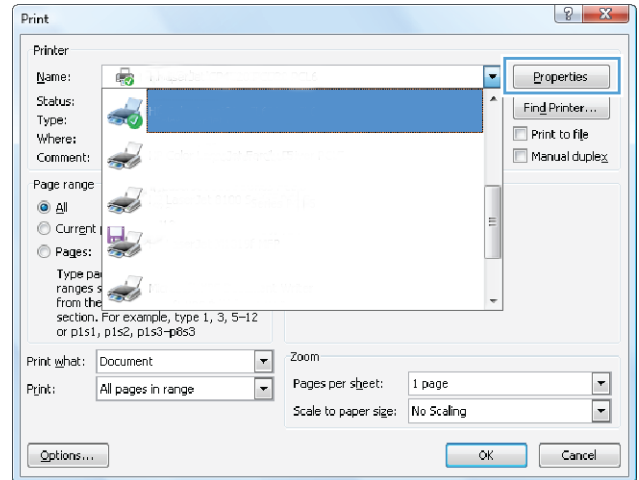 Print
Printer
Name:
Properties
Status:
Find Printer...
Type:
Print to file
Where:
Manual duplex
Comment:
Page range
All
Current
Pages:
Type
ranges
from the
section. For example, type 1, 3, 5–12
or p1s1, p1s2, p1s3–p8s3
Print what: Document
Print: All pages in range
Zoom
Pages per sheet: 1 page
Scale to paper size: No Scaling
Options...
OK
Cancel